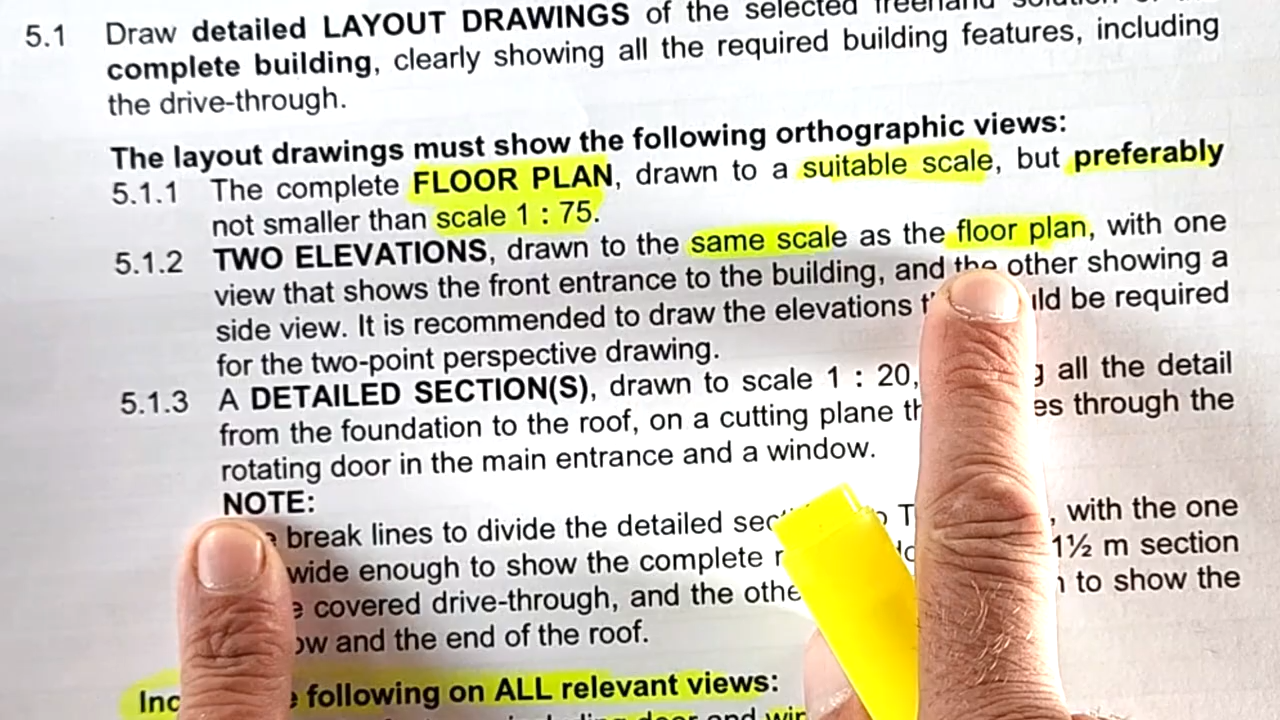 5.1 Draw detailed LAYOUT DRAWINGS of the selected freehand solution of
complete building, clearly showing all the required building features, including
the drive-through.
The layout drawings must show the following orthographic views:
5.1.1 The complete FLOOR PLAN, drawn to a suitable scale, but preferably
not smaller than scale 1 : 75.
5.1.2 TWO ELEVATIONS, drawn to the same scale as the floor plan, with one
view that shows the front entrance to the building, and the other showing a
side view. It is recommended to draw the elevations be required
for the two-point perspective drawing.
5.1.3 A DETAILED SECTION(S), drawn to scale 1 : 20, all the detail
from the foundation to the roof, on a cutting plane through the
rotating door in the main entrance and a window.
NOTE:
break lines to divide the detailed with the one
wide enough to show the complete 1½ m section
covered drive-through, and the to show the
and the end of the roof.
following on ALL relevant views:
door and